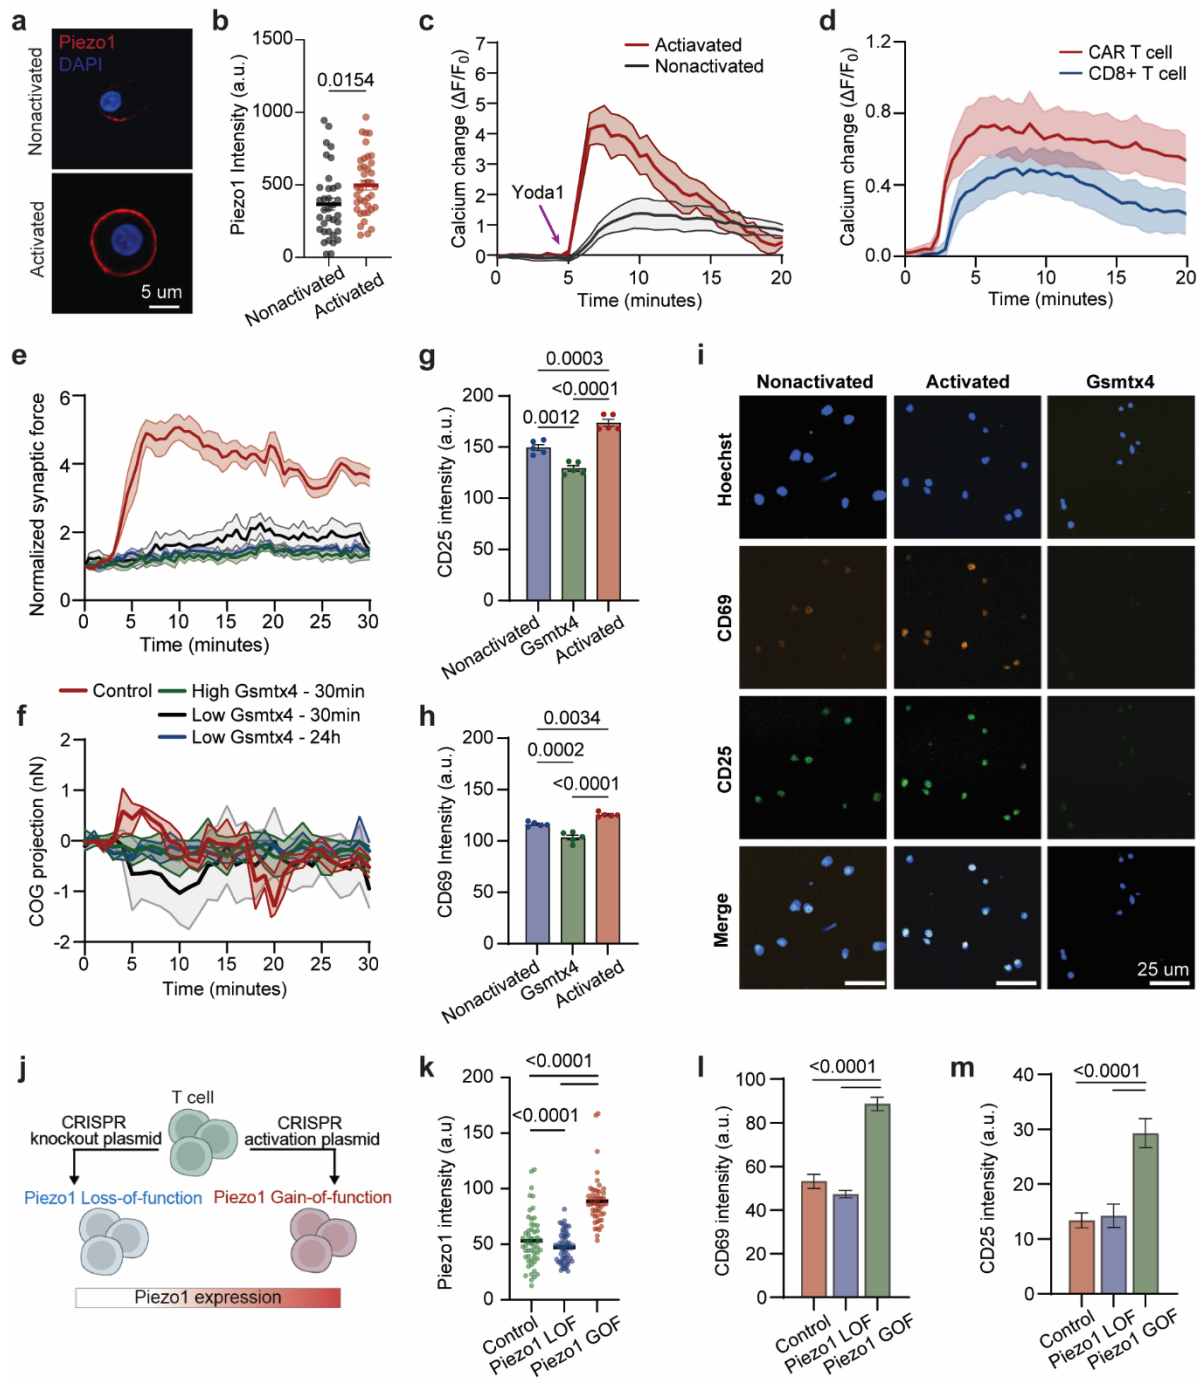 a
Nonactivated
Piezo1
DAPI
Activated
5 um
b
Piezo1 Intensity (a.u.)
1500
1000
500
0
0.0154
Nonactivated
Activated
c
Calcium change (ΔF/F0)
7
6
5
4
3
2
1
0
Actiavated
Nonactivated
Yoda1
0 5 10 15 20
Time (minutes)
d
Calcium change (ΔF/F0)
1.2
0.8
0.4
0.0
CAR T cell
CD8+ T cell
0 5 10 15 20
Time (minutes)
e
Normalized synaptic force
6
4
2
0
0 5 10 15 20 25 30
Time (minutes)
Control
High Gsmtx4 - 30min
Low Gsmtx4 - 30min
Low Gsmtx4 - 24h
f
COG projection (nN)
2
1
0
-1
-2
0 5 10 15 20 25 30
Time (minutes)
g
CD25 intensity (a.u.)
200
150
100
50
0
0.0003
<0.0001
0.0012
Nonactivated
Gsmtx4
Activated
h
CD69 Intensity (a.u.)
200
150
100
50
0
0.0034
0.0002
<0.0001
Nonactivated
Gsmtx4
Activated
i
Nonactivated Activated Gsmtx4
Hoechst
CD69
CD25
Merge
25 um
j
T cell
CRISPR
knockout plasmid
CRISPR
activation plasmid
Piezo1 Loss-of-function
Piezo1 Gain-of-function
Piezo1 expression
k
Piezo1 intensity (a.u)
200
150
100
50
0
<0.0001
<0.0001
Control
Piezo1 LOF
Piezo1 GOF
l
CD69 intensity (a.u.)
100
80
60
40
20
0
<0.0001
Control
Piezo1 LOF
Piezo1 GOF
m
CD25 intensity (a.u.)
40
30
20
10
0
<0.0001
Control
Piezo1 LOF
Piezo1 GOF